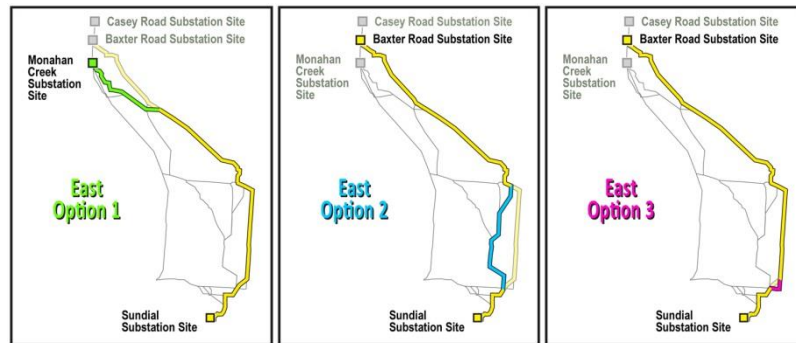 Casey Road Substation Site
Baxter Road Substation Site
Monahan
Creek
Substation
Site
East
Option 1
Sundial
Substation Site
Casey Road Substation Site
Baxter Road Substation Site
Monahan
Creek
Substation
Site
East
Option 2
Sundial
Substation Site
Casey Road Substation Site
Baxter Road Substation Site
Monahan
Creek
Substation
Site
East
Option 3
Sundial
Substation Site